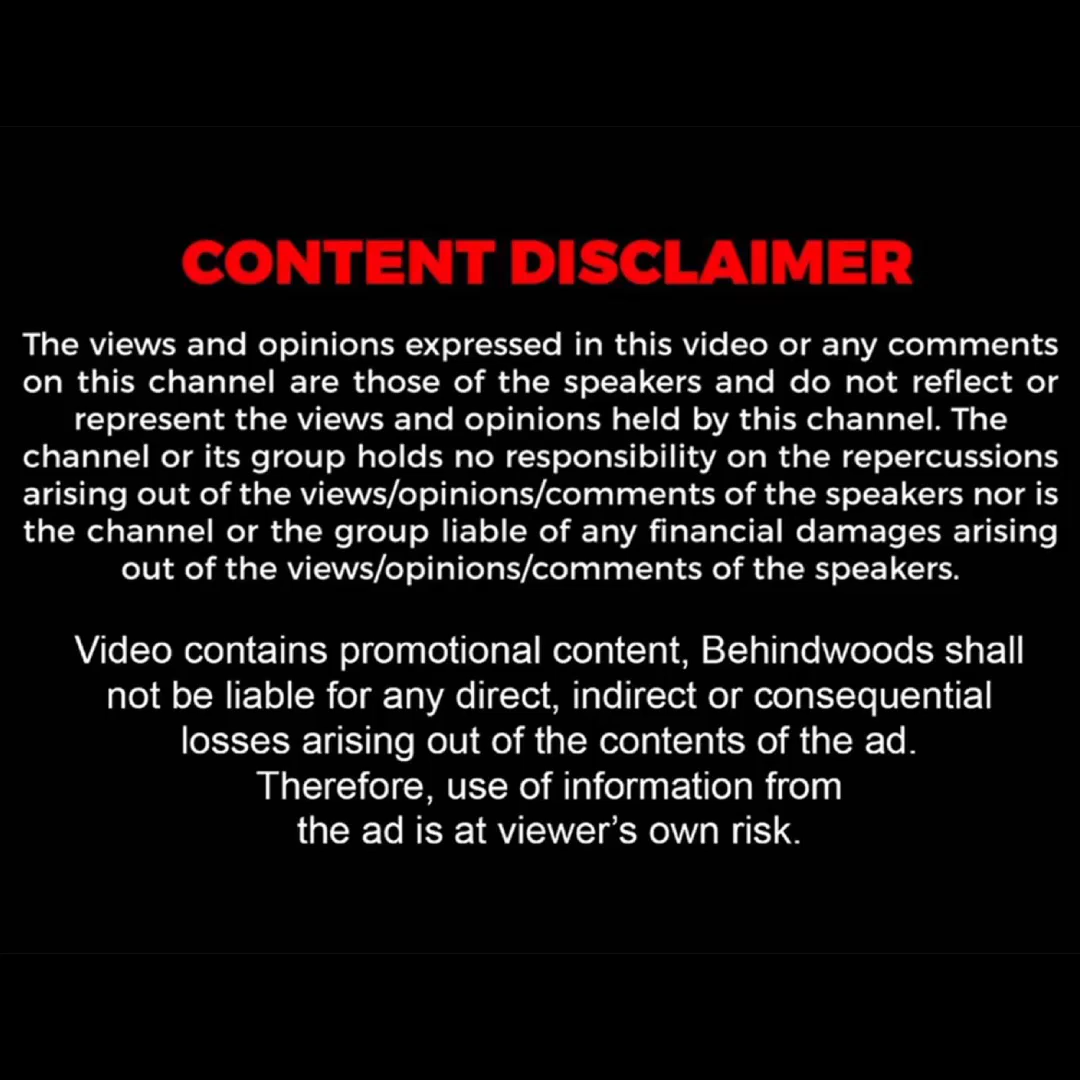 CONTENT DISCLAIMER
The views and opinions expressed in this video or any comments
on this channel are those of the speakers and do not reflect or
represent the views and opinions held by this channel. The
channel or its group holds no responsibility on the repercussions
arising out of the views/opinions/comments of the speakers nor is
the channel or the group liable of any financial damages arising
out of the views/opinions/comments of the speakers.
Video contains promotional content, Behindwoods shall
not be liable for any direct, indirect or consequential
losses arising out of the contents of the ad.
Therefore, use of information from
the ad is at viewer’s own risk.